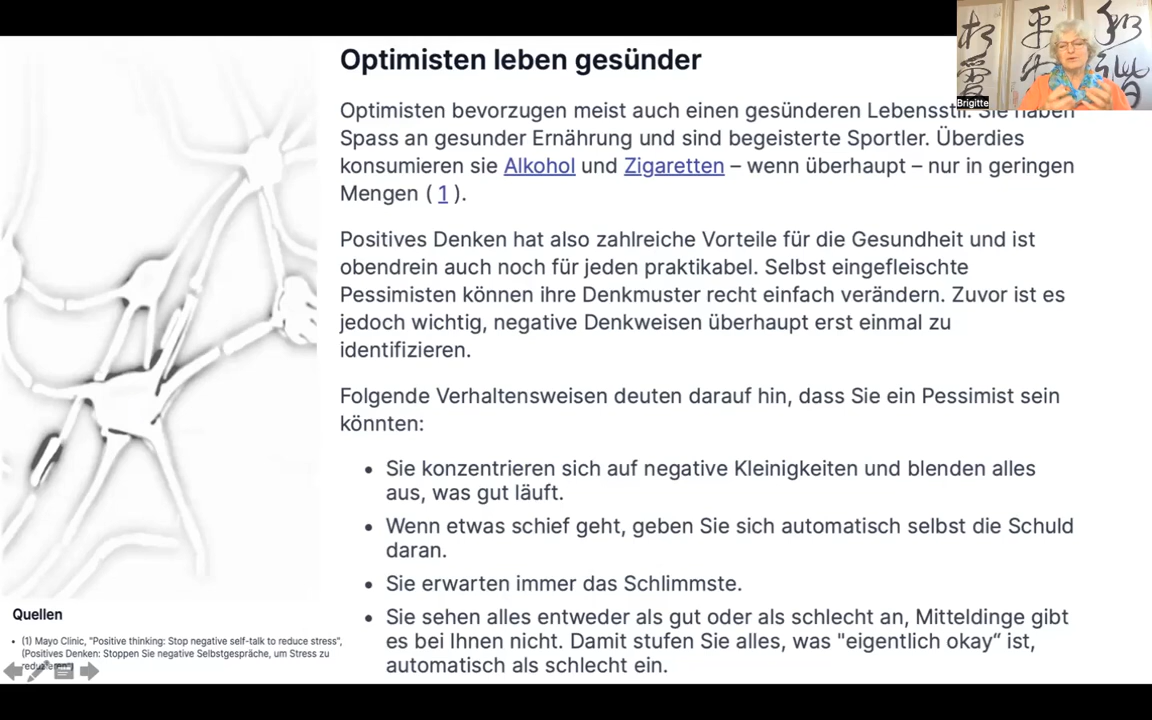 Optimisten leben gesünder
Optimisten bevorzugen meist auch einen gesünderen Lebensstil. Sie haben
Spass an gesunder Ernährung und sind begeisterte Sportler. Überdies
konsumieren sie Alkohol und Zigaretten – wenn überhaupt – nur in geringen
Mengen ( 1 ).
Positives Denken hat also zahlreiche Vorteile für die Gesundheit und ist
obendrein auch noch für jeden praktikabel. Selbst eingefleischte
Pessimisten können ihre Denkmuster recht einfach verändern. Zuvor ist es
jedoch wichtig, negative Denkweisen überhaupt erst einmal zu
identifizieren.
Folgende Verhaltensweisen deuten darauf hin, dass Sie ein Pessimist sein
könnten:
• Sie konzentrieren sich auf negative Kleinigkeiten und blenden alles
aus, was gut läuft.
• Wenn etwas schief geht, geben Sie sich automatisch selbst die Schuld
daran.
• Sie erwarten immer das Schlimmste.
• Sie sehen alles entweder als gut oder als schlecht an, Mitteldinge gibt
es bei Ihnen nicht. Damit stufen Sie alles, was "eigentlich okay“ ist,
automatisch als schlecht ein.
Quellen
• (1) Mayo Clinic, "Positive thinking: Stop negative self-talk to reduce stress",
(Positives Denken: Stoppen Sie negative Selbstgespräche, um Stress zu
reduzieren")
Brigitte